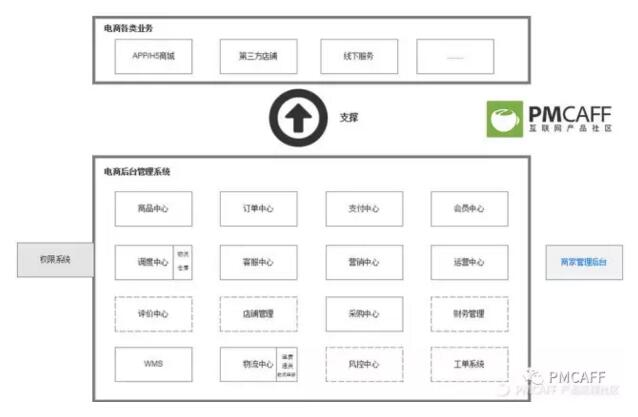 电商各类业务
APP/H5商城
第三方店铺
线下服务
........
支撑
PMCAFF
互联网产品社区
电商后台管理系统
商品中心
订单中心
支付中心
会员中心
权限系统
调度中心
物流
仓库
客服中心
营销中心
运营中心
商家管理后台
评价中心
店铺管理
采购中心
财务管理
WMS
物流中心
风控中心
工单系统
PMCAFF
PMCAFF 产品经理社区